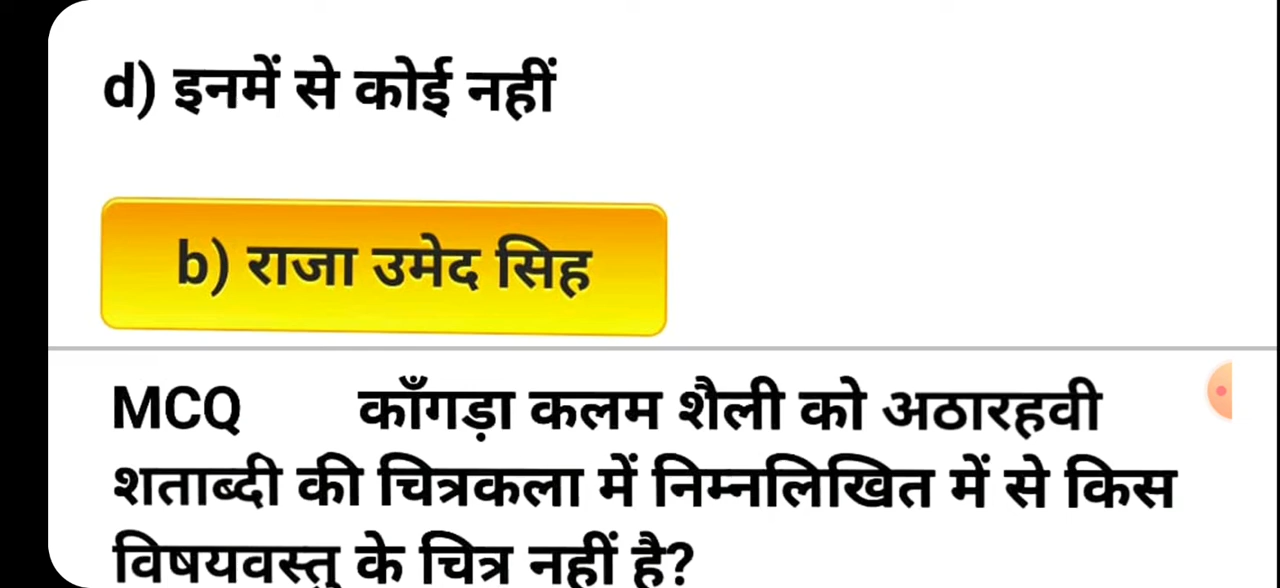 d) इनमें से कोई नहीं
b) राजा उमेद सिह
MCQ काँगड़ा कलम शैली को अठारहवी
शताब्दी की चित्रकला में निम्नलिखित में से किस
विषयवस्तु के चित्र नहीं है?